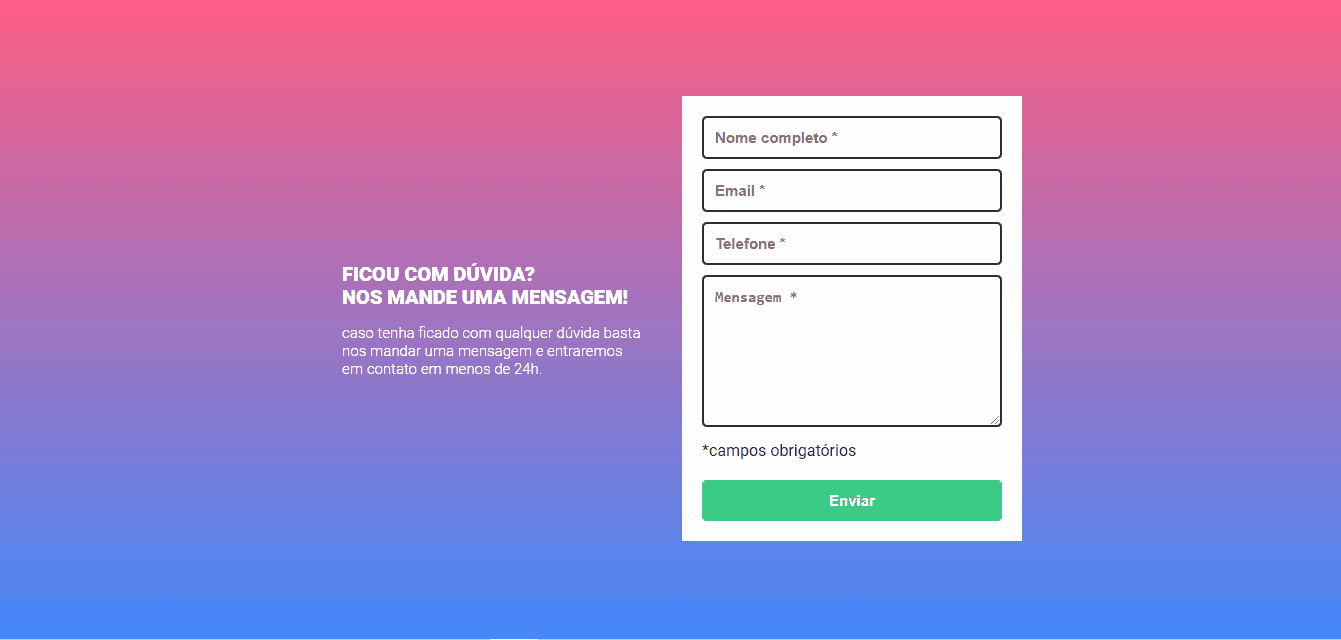 FICOU COM DÚVIDA?
NOS MANDE UMA MENSAGEM!
caso tenha ficado com qualquer dúvida basta
nos mandar uma mensagem e entraremos
em contato em menos de 24h.
Nome completo *
Email *
Telefone *
Mensagem *
*campos obrigatórios
Enviar